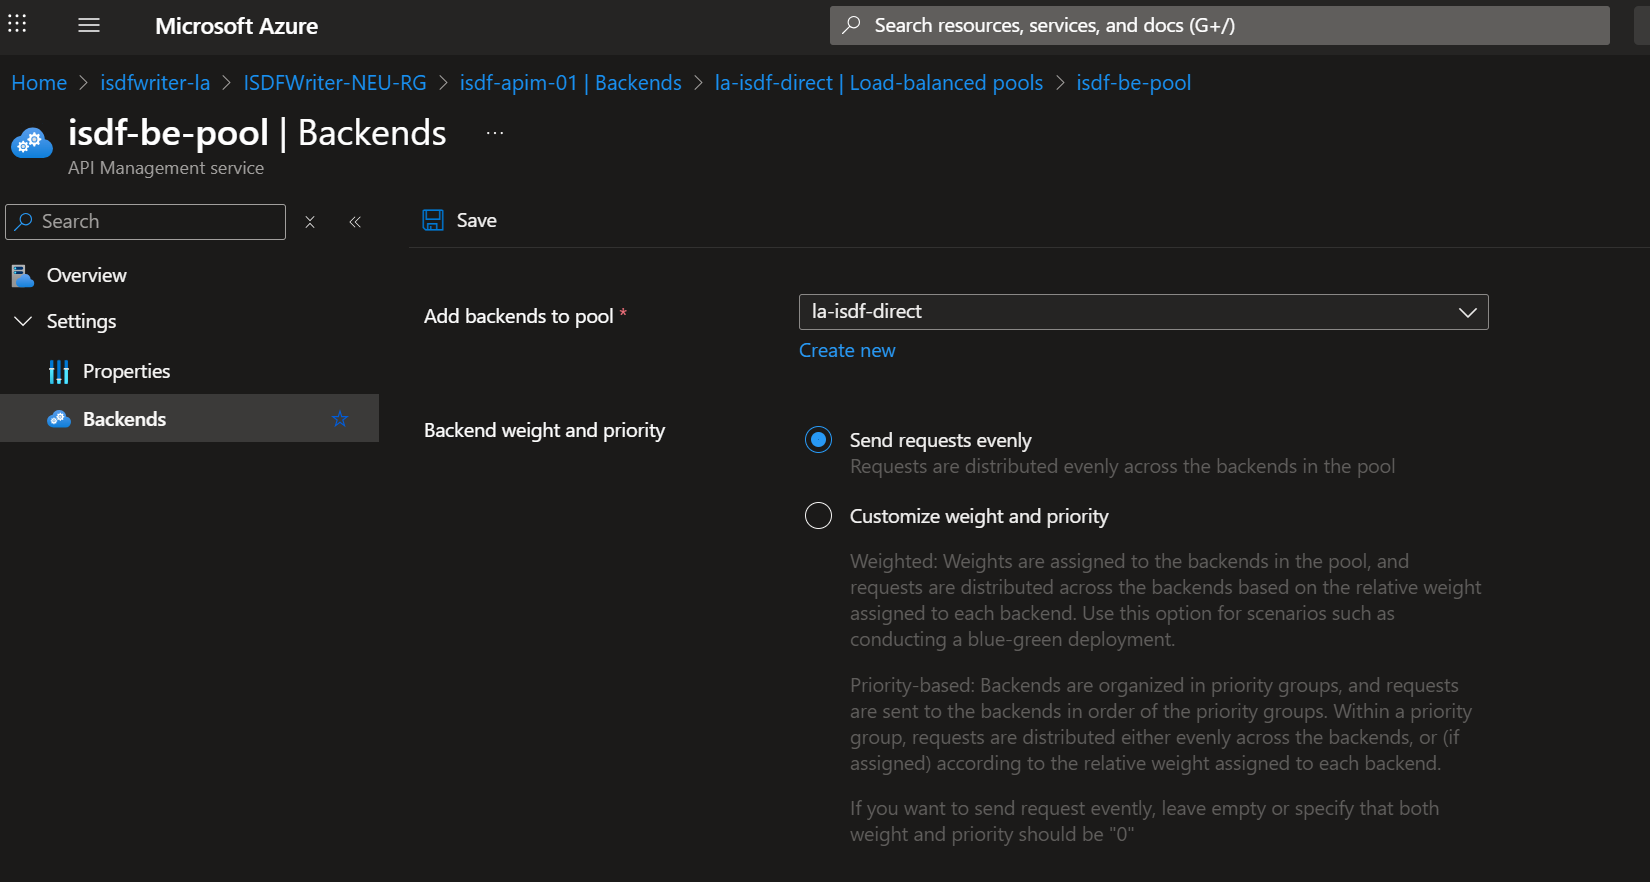 Microsoft Azure
Search resources, services, and docs (G+/)
Home > isdfwriter-la > ISDFWriter-NEU-RG > isdf-apim-01 | Backends > la-isdf-direct | Load-balanced pools > isdf-be-pool
isdf-be-pool | Backends ...
API Management service
Search
Save
Overview
Settings
Properties
Backends
Add backends to pool *
la-isdf-direct
Create new
Backend weight and priority
Send requests evenly
Requests are distributed evenly across the backends in the pool
Customize weight and priority
Weighted: Weights are assigned to the backends in the pool, and
requests are distributed across the backends based on the relative weight
assigned to each backend. Use this option for scenarios such as
conducting a blue-green deployment.
Priority-based: Backends are organized in priority groups, and requests
are sent to the backends in order of the priority groups. Within a priority
group, requests are distributed either evenly across the backends, or (if
assigned) according to the relative weight assigned to each backend.
If you want to send request evently, leave empty or specify that both
weight and priority should be "0"